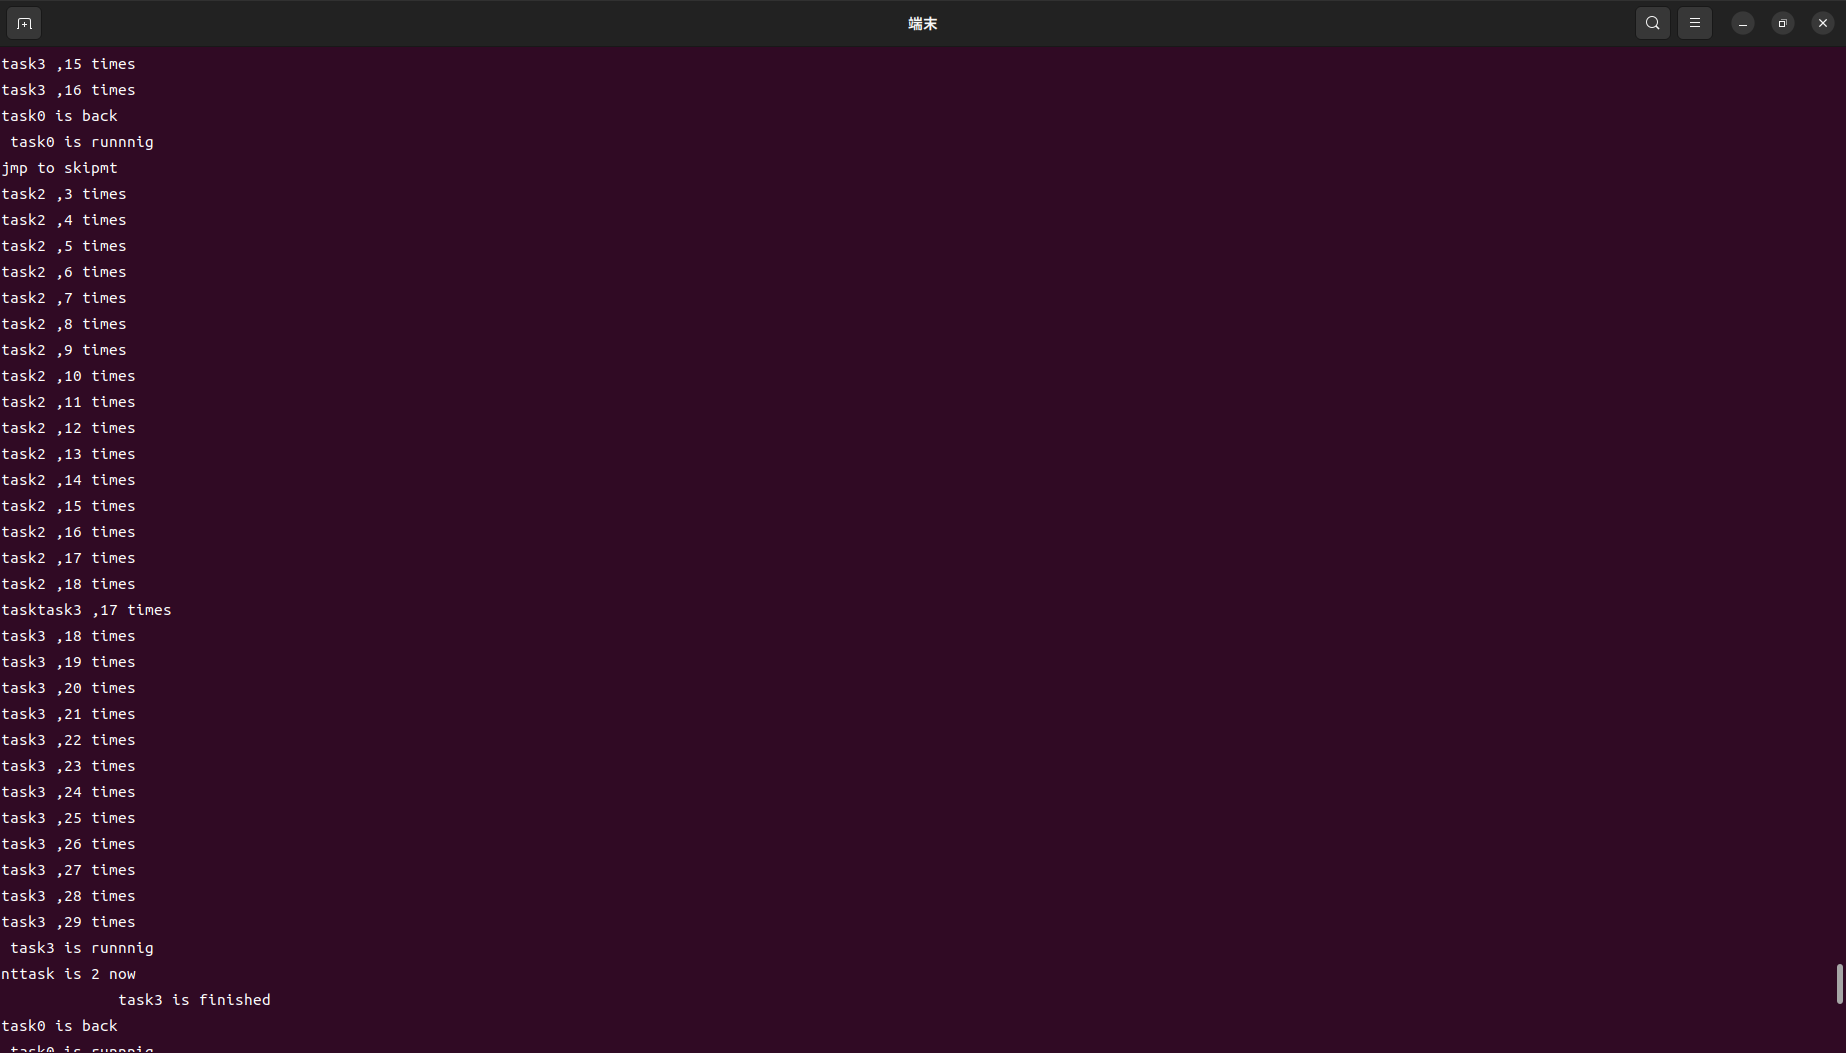 端末
task3 ,15 times
task3 ,16 times
task0 is back
 task0 is runnnig
jmp to skipmt
task2 ,3 times
task2 ,4 times
task2 ,5 times
task2 ,6 times
task2 ,7 times
task2 ,8 times
task2 ,9 times
task2 ,10 times
task2 ,11 times
task2 ,12 times
task2 ,13 times
task2 ,14 times
task2 ,15 times
task2 ,16 times
task2 ,17 times
task2 ,18 times
tasktask3 ,17 times
task3 ,18 times
task3 ,19 times
task3 ,20 times
task3 ,21 times
task3 ,22 times
task3 ,23 times
task3 ,24 times
task3 ,25 times
task3 ,26 times
task3 ,27 times
task3 ,28 times
task3 ,29 times
 task3 is runnnig
nttask is 2 now
             task3 is finished
task0 is back
 task0 is runnnig